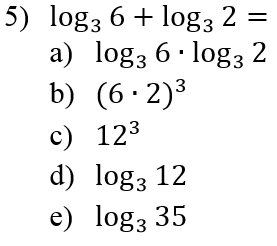 5) log₃ 6 + log₃ 2 =
a) log₃ 6 · log₃ 2
b) (6 · 2)³
c) 12³
d) log₃ 12
e) log₃ 35